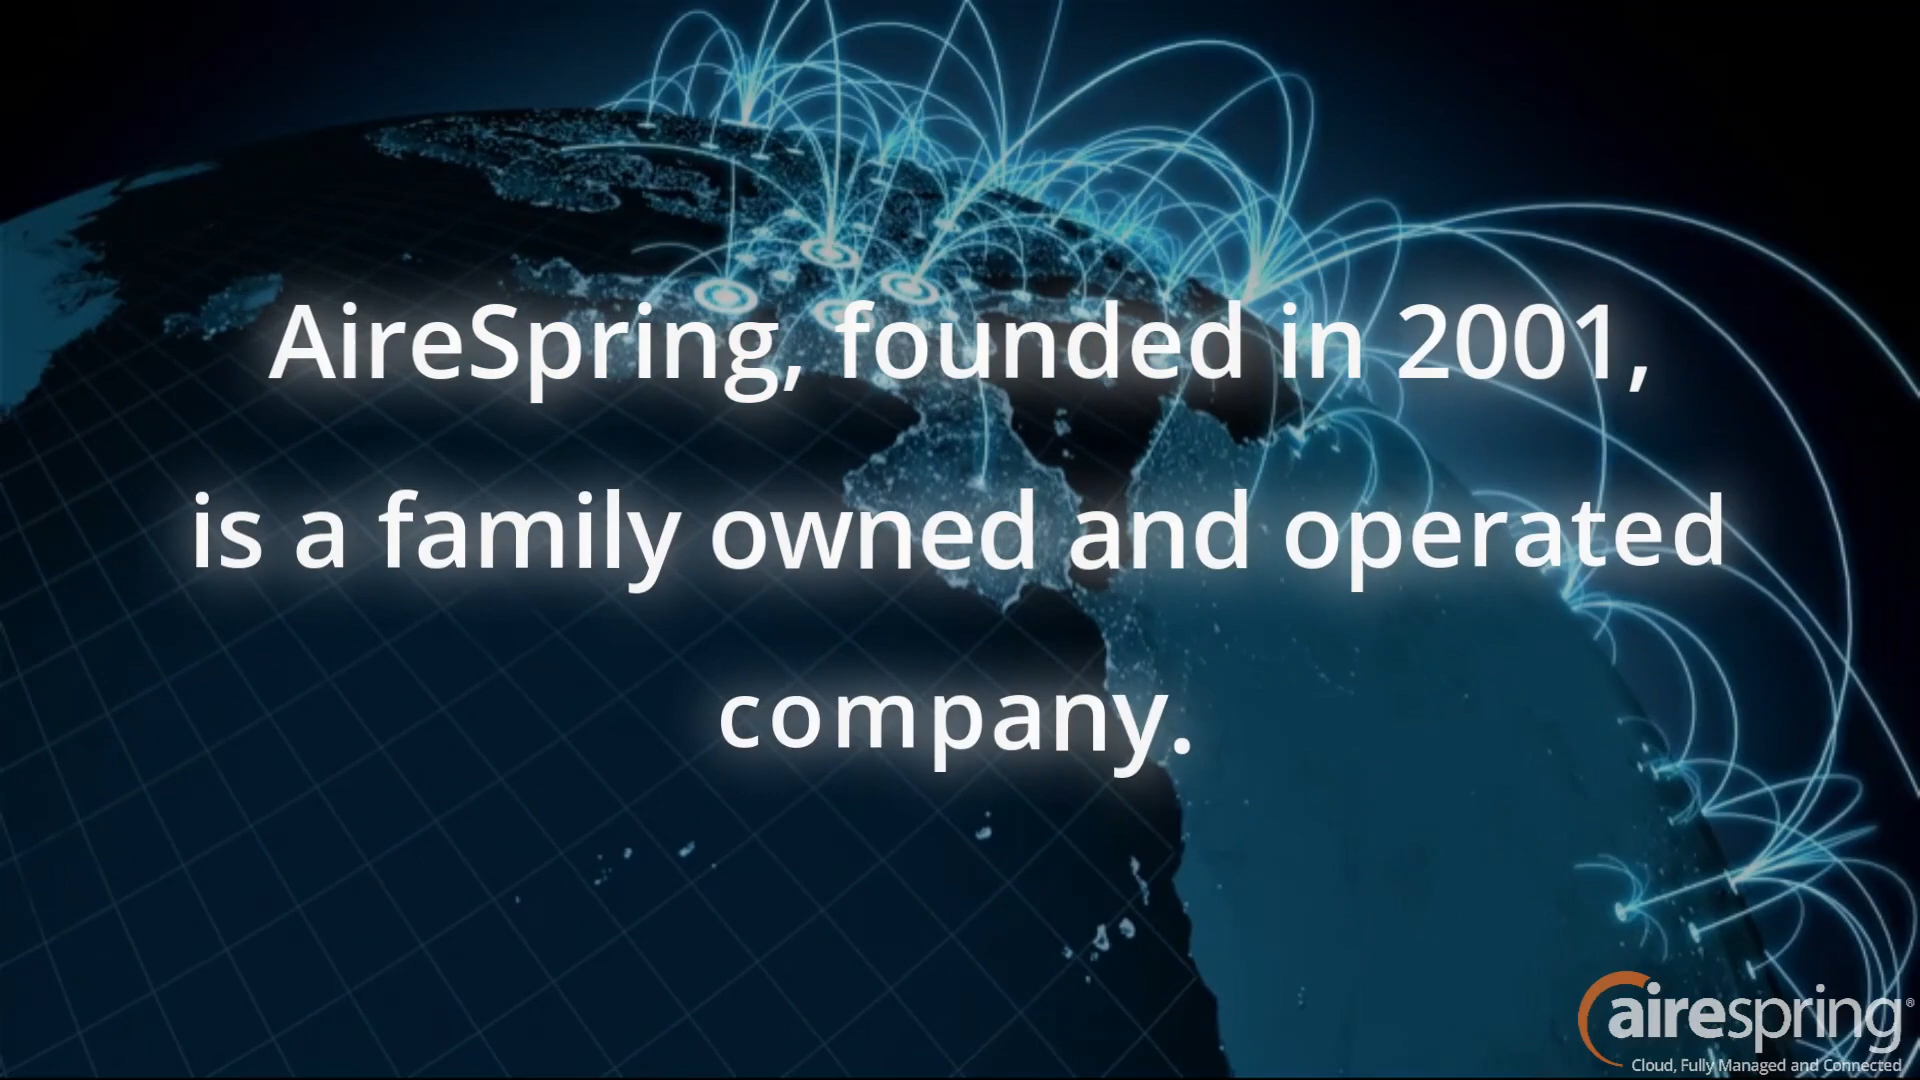 AireSpring, founded in 2001,
is a family owned and operated
company.
airespring®
Cloud, Fully Managed and Connected